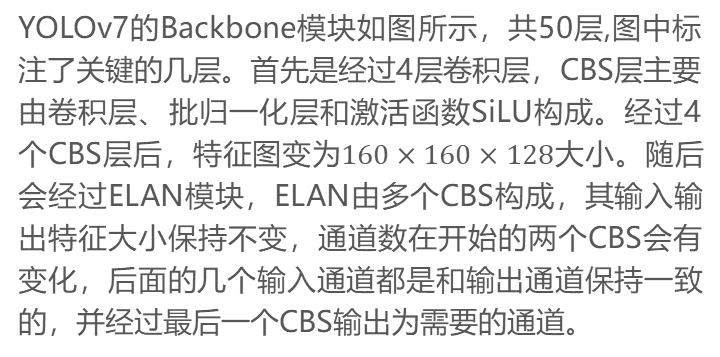 YOLOv7的Backbone模块如图所示，共50层,图中标
注了关键的几层。首先是经过4层卷积层，CBS层主要
由卷积层、批归一化层和激活函数SiLU构成。经过4
个CBS层后，特征图变为160 × 160 × 128大小。随后
会经过ELAN模块，ELAN由多个CBS构成，其输入输
出特征大小保持不变，通道数在开始的两个CBS会有
变化，后面的几个输入通道都是和输出通道保持一致
的，并经过最后一个CBS输出为需要的通道。